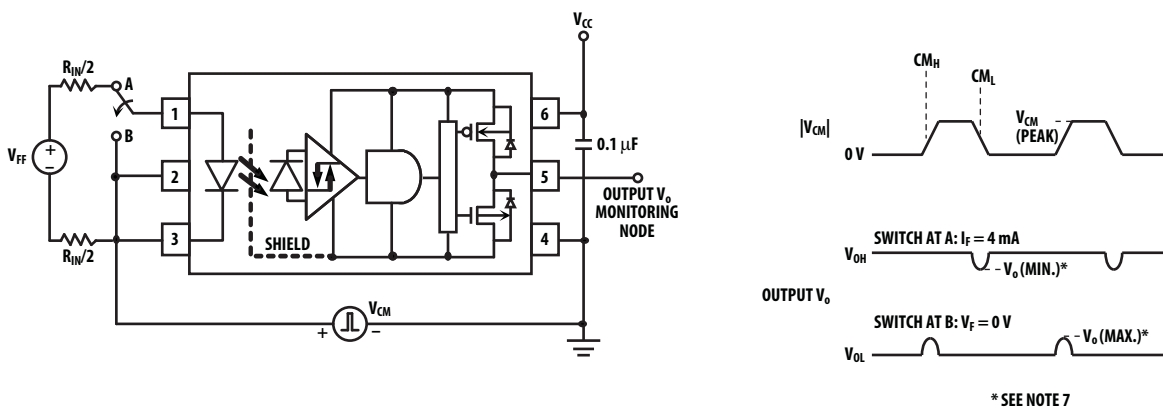 V_CC
R_IN/2
A
1
6
B
0.1 μF
V_FF
+
−
2
5
OUTPUT V_o
MONITORING
NODE
3
SHIELD
4
R_IN/2
V_CM
+
−
CM_H
CM_L
|V_CM|
V_CM
(PEAK)
0 V
SWITCH AT A: I_F = 4 mA
V_OH
V_o (MIN.)*
OUTPUT V_o
SWITCH AT B: V_F = 0 V
V_o (MAX.)*
V_OL
* SEE NOTE 7